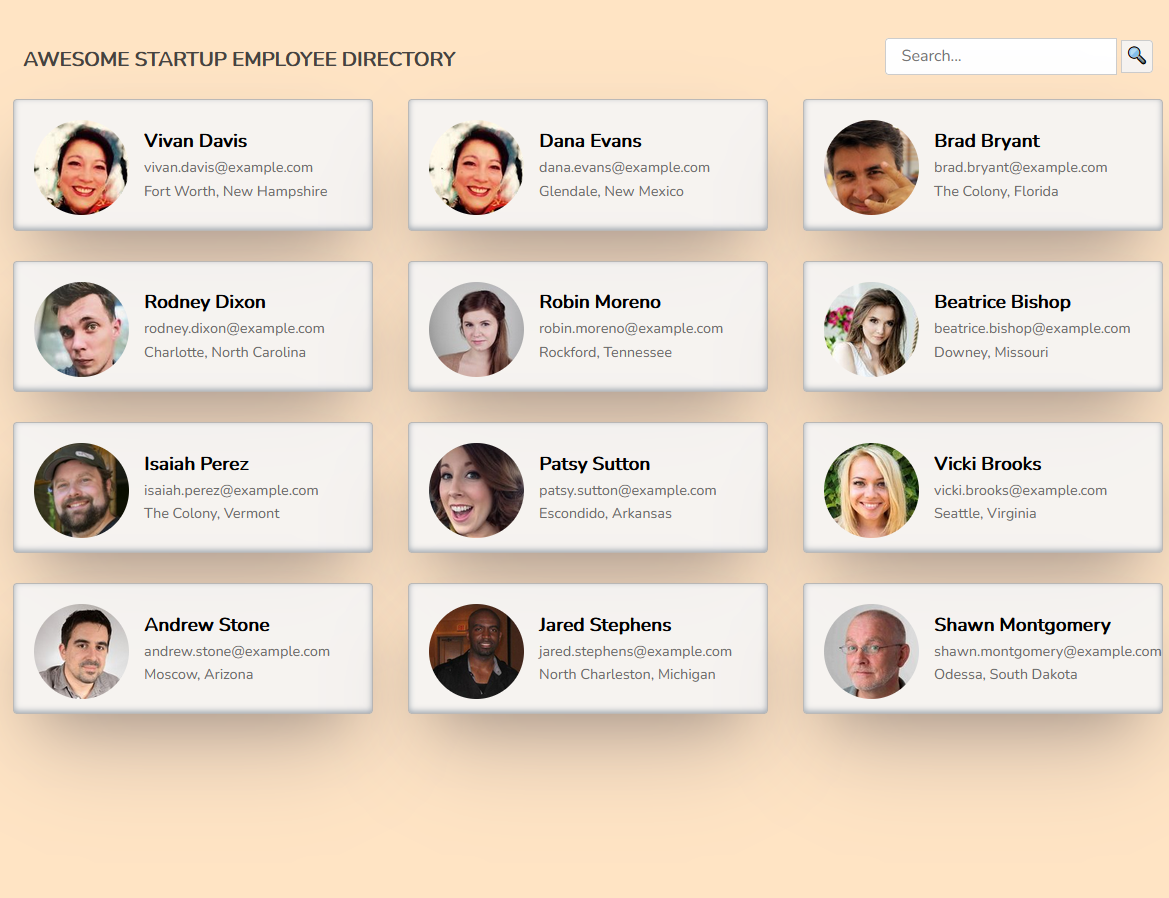 AWESOME STARTUP EMPLOYEE DIRECTORY
Search...
Vivan Davis
vivan.davis@example.com
Fort Worth, New Hampshire
Dana Evans
dana.evans@example.com
Glendale, New Mexico
Brad Bryant
brad.bryant@example.com
The Colony, Florida
Rodney Dixon
rodney.dixon@example.com
Charlotte, North Carolina
Robin Moreno
robin.moreno@example.com
Rockford, Tennessee
Beatrice Bishop
beatrice.bishop@example.com
Downey, Missouri
Isaiah Perez
isaiah.perez@example.com
The Colony, Vermont
Patsy Sutton
patsy.sutton@example.com
Escondido, Arkansas
Vicki Brooks
vicki.brooks@example.com
Seattle, Virginia
Andrew Stone
andrew.stone@example.com
Moscow, Arizona
Jared Stephens
jared.stephens@example.com
North Charleston, Michigan
Shawn Montgomery
shawn.montgomery@example.com
Odessa, South Dakota